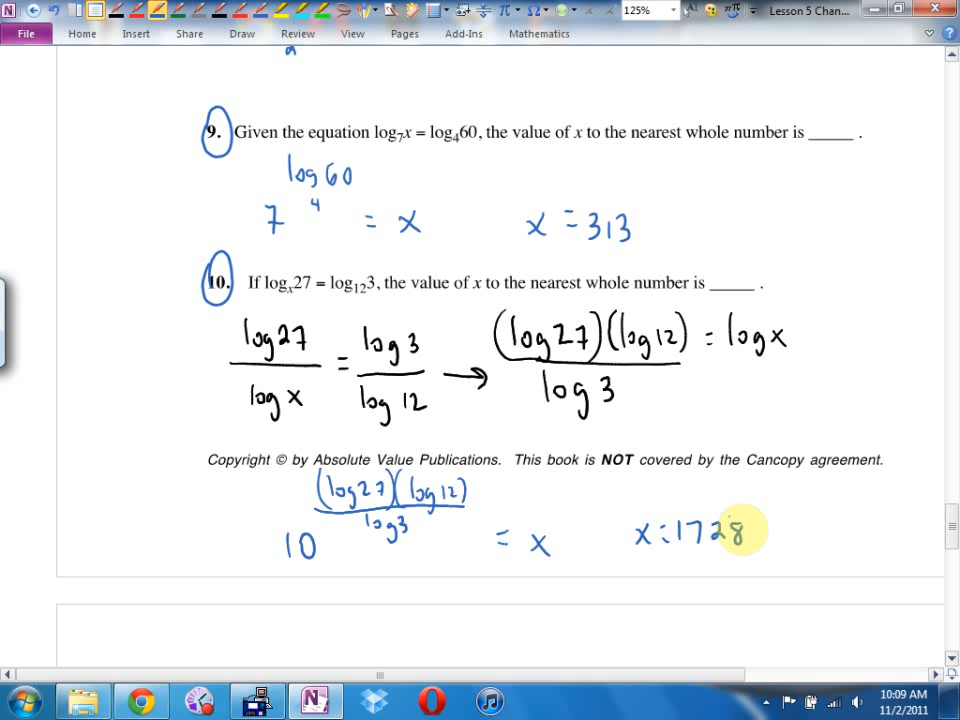 125%
Lesson 5 Chan...
File Home Insert Share Draw Review View Pages Add-Ins Mathematics
a
9. Given the equation log₇x = log₄60, the value of x to the nearest whole number is _____ .
log 60
7 4 = x x = 313
10. If logₓ27 = log₁₂3, the value of x to the nearest whole number is _____ .
log 27 = log 3 → (log 27)(log 12) = log x
log x log 12 log 3
Copyright © by Absolute Value Publications. This book is NOT covered by the Cancopy agreement.
(log 27)(log 12)
log 3
10 = x x = 1728
10:09 AM
11/2/2011